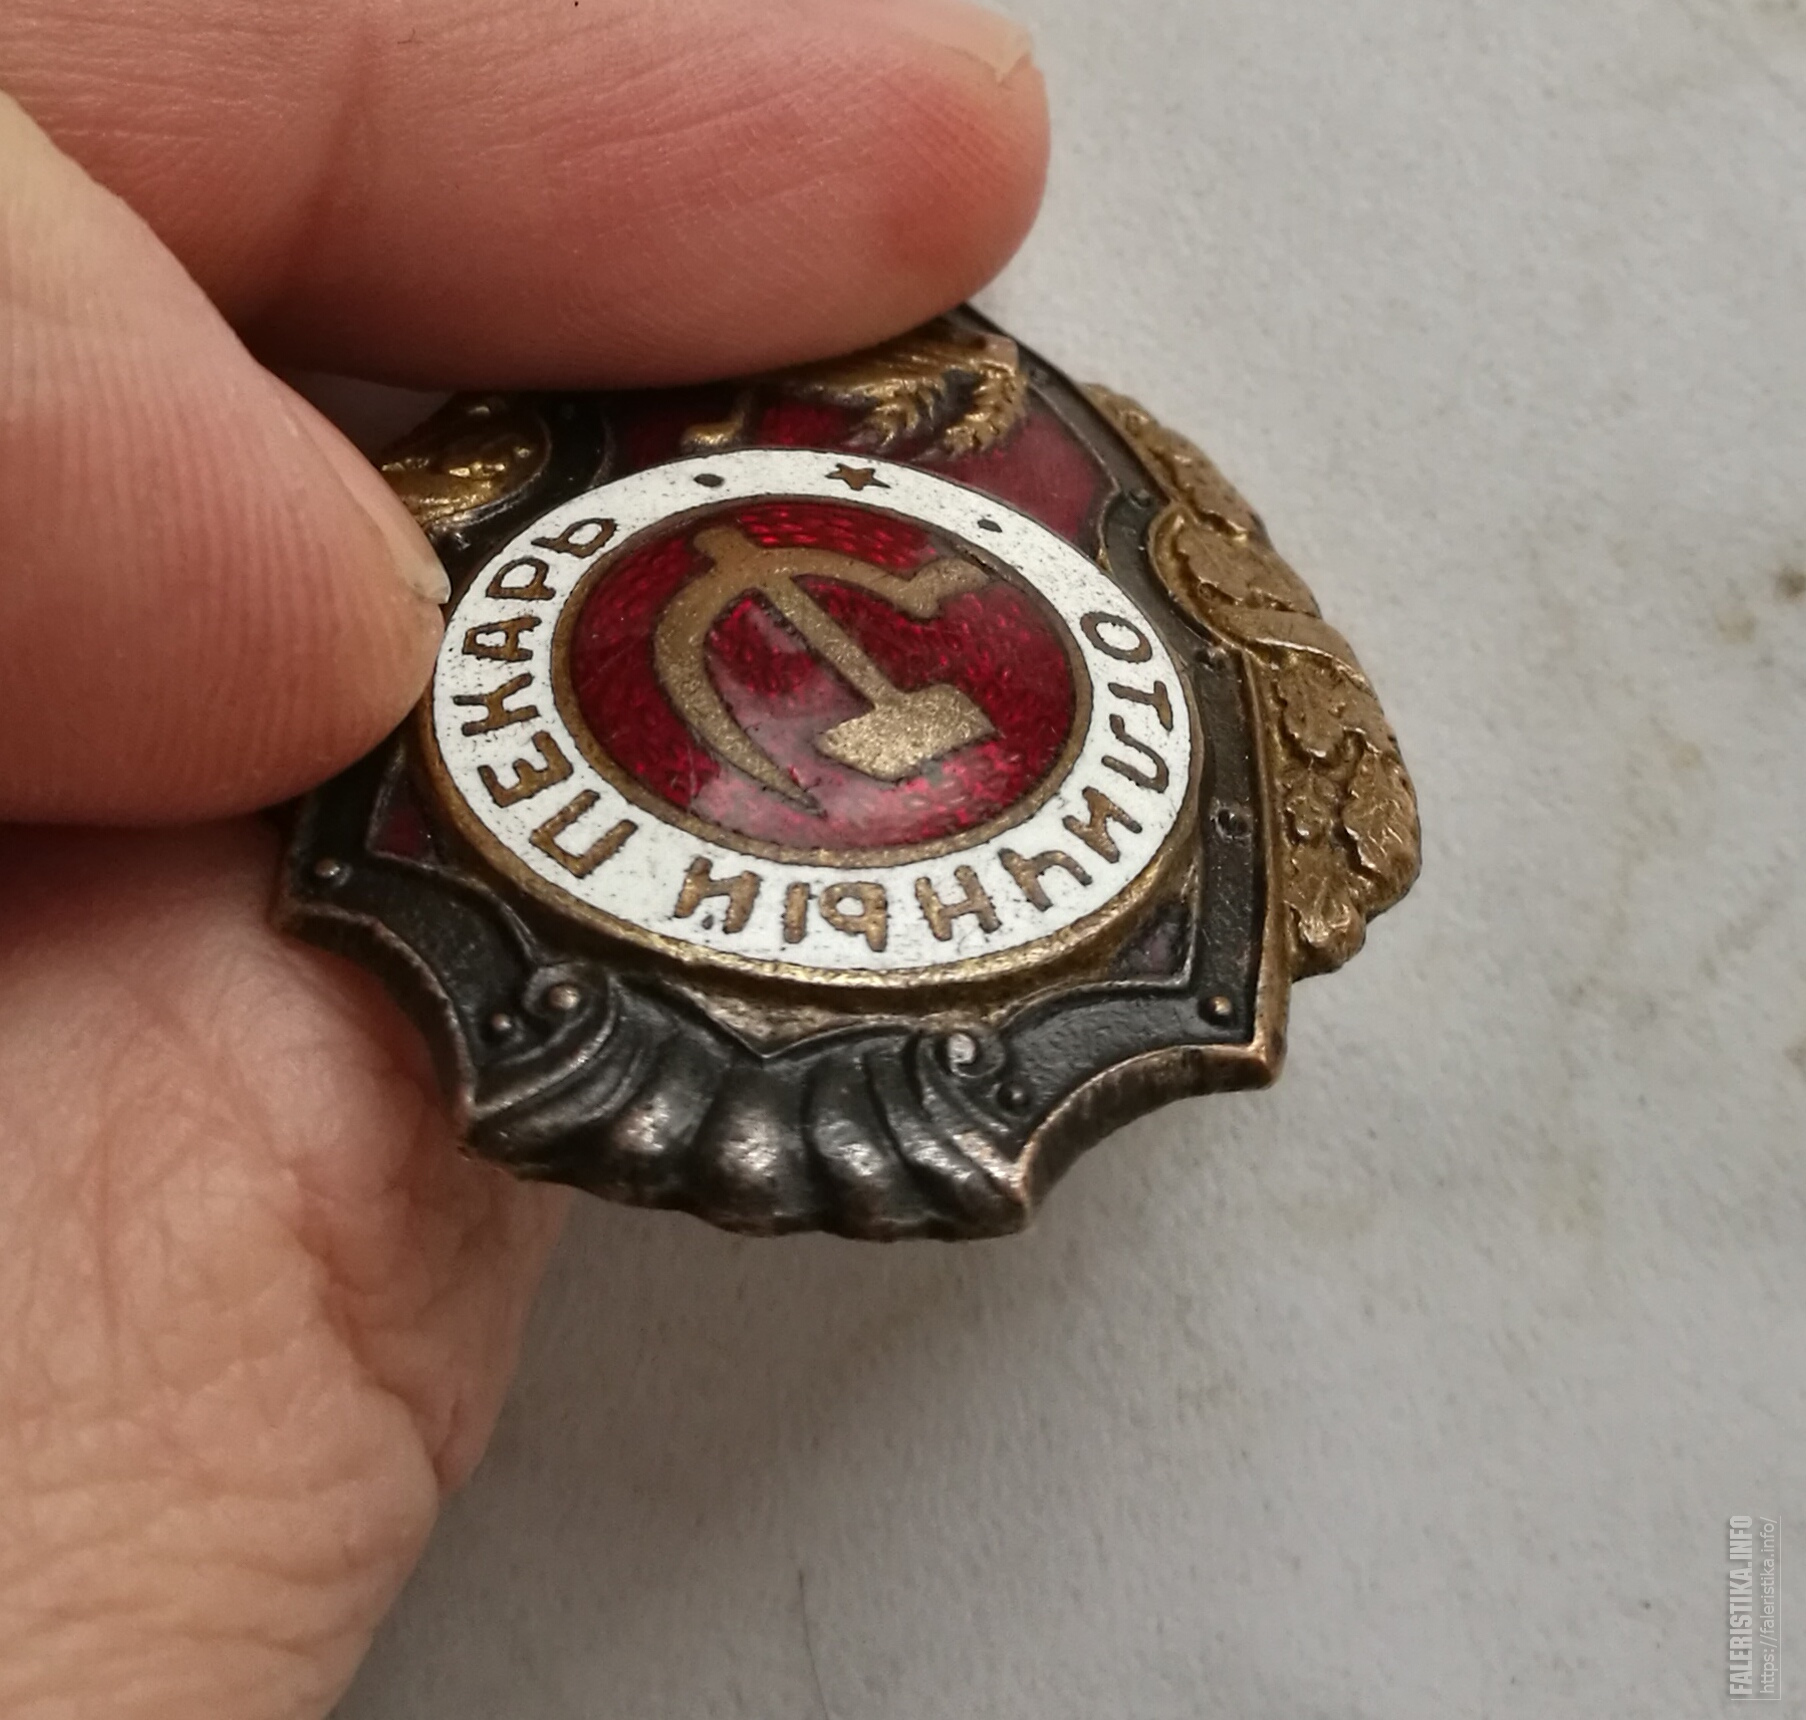 ОТЛИЧНЫЙ ПЕКАРЬ
FALERISTIKA.INFO
https://faleristika.info/